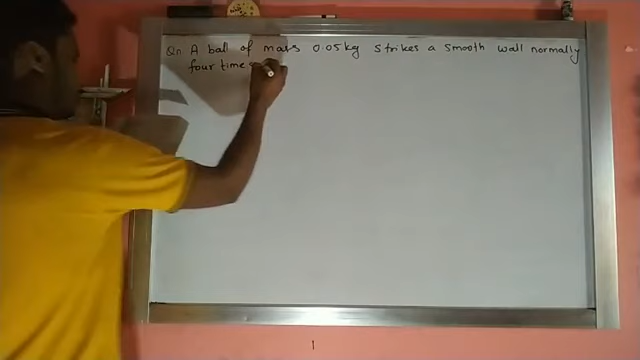 Qn A ball of mass 0.05kg strikes a smooth wall normally
four time